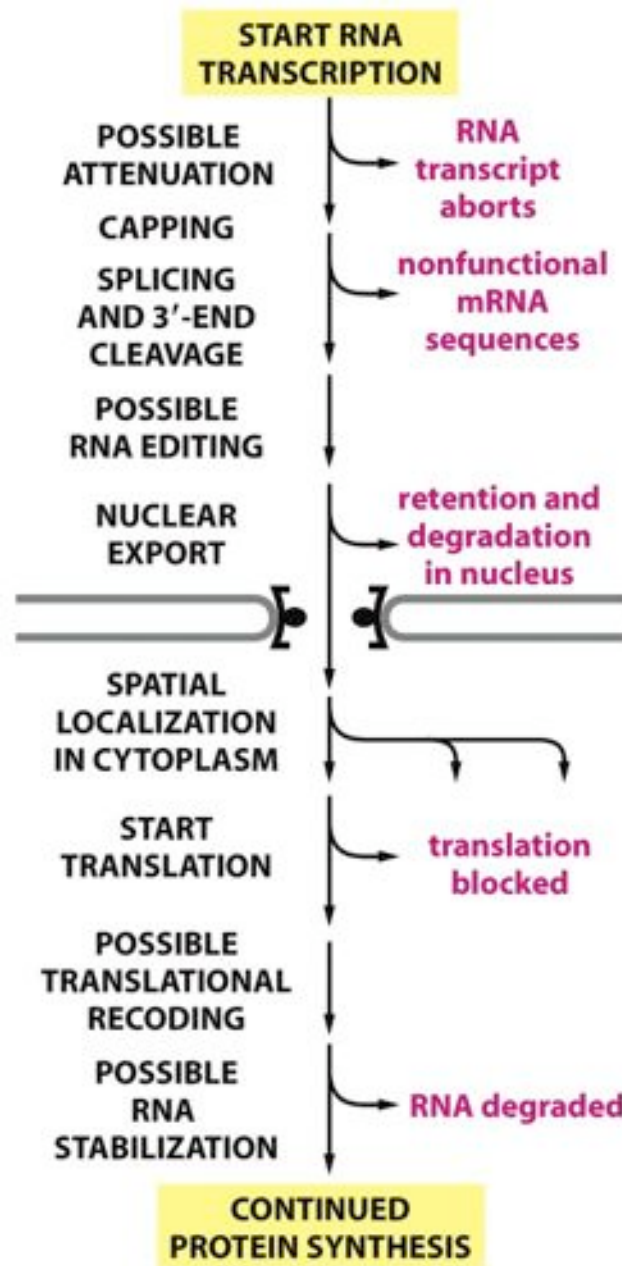 START RNA
TRANSCRIPTION
POSSIBLE
ATTENUATION
RNA
transcript
aborts
CAPPING
SPLICING
AND 3′-END
CLEAVAGE
nonfunctional
mRNA
sequences
POSSIBLE
RNA EDITING
NUCLEAR
EXPORT
retention and
degradation
in nucleus
SPATIAL
LOCALIZATION
IN CYTOPLASM
START
TRANSLATION
translation
blocked
POSSIBLE
TRANSLATIONAL
RECODING
POSSIBLE
RNA
STABILIZATION
RNA degraded
CONTINUED
PROTEIN SYNTHESIS